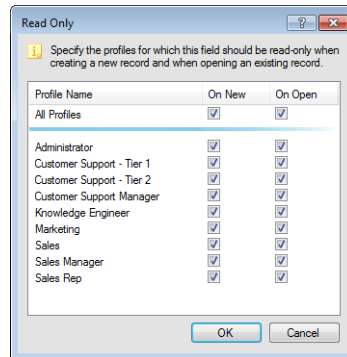 Read Only
Specify the profiles for which this field should be read-only when
creating a new record and when opening an existing record.
Profile Name On New On Open
All Profiles
Administrator
Customer Support - Tier 1
Customer Support - Tier 2
Customer Support Manager
Knowledge Engineer
Marketing
Sales
Sales Manager
Sales Rep
OK Cancel